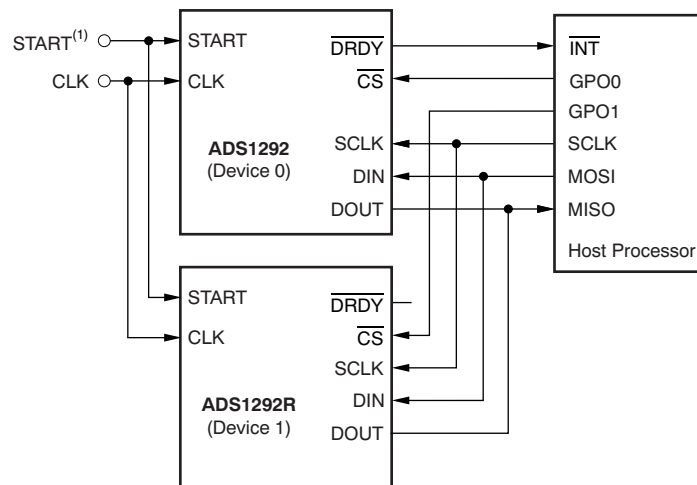 START(1)
CLK
START
CLK
ADS1292
(Device 0)
DRDY
CS
SCLK
DIN
DOUT
INT
GPO0
GPO1
SCLK
MOSI
MISO
Host Processor
START
CLK
ADS1292R
(Device 1)
DRDY
CS
SCLK
DIN
DOUT